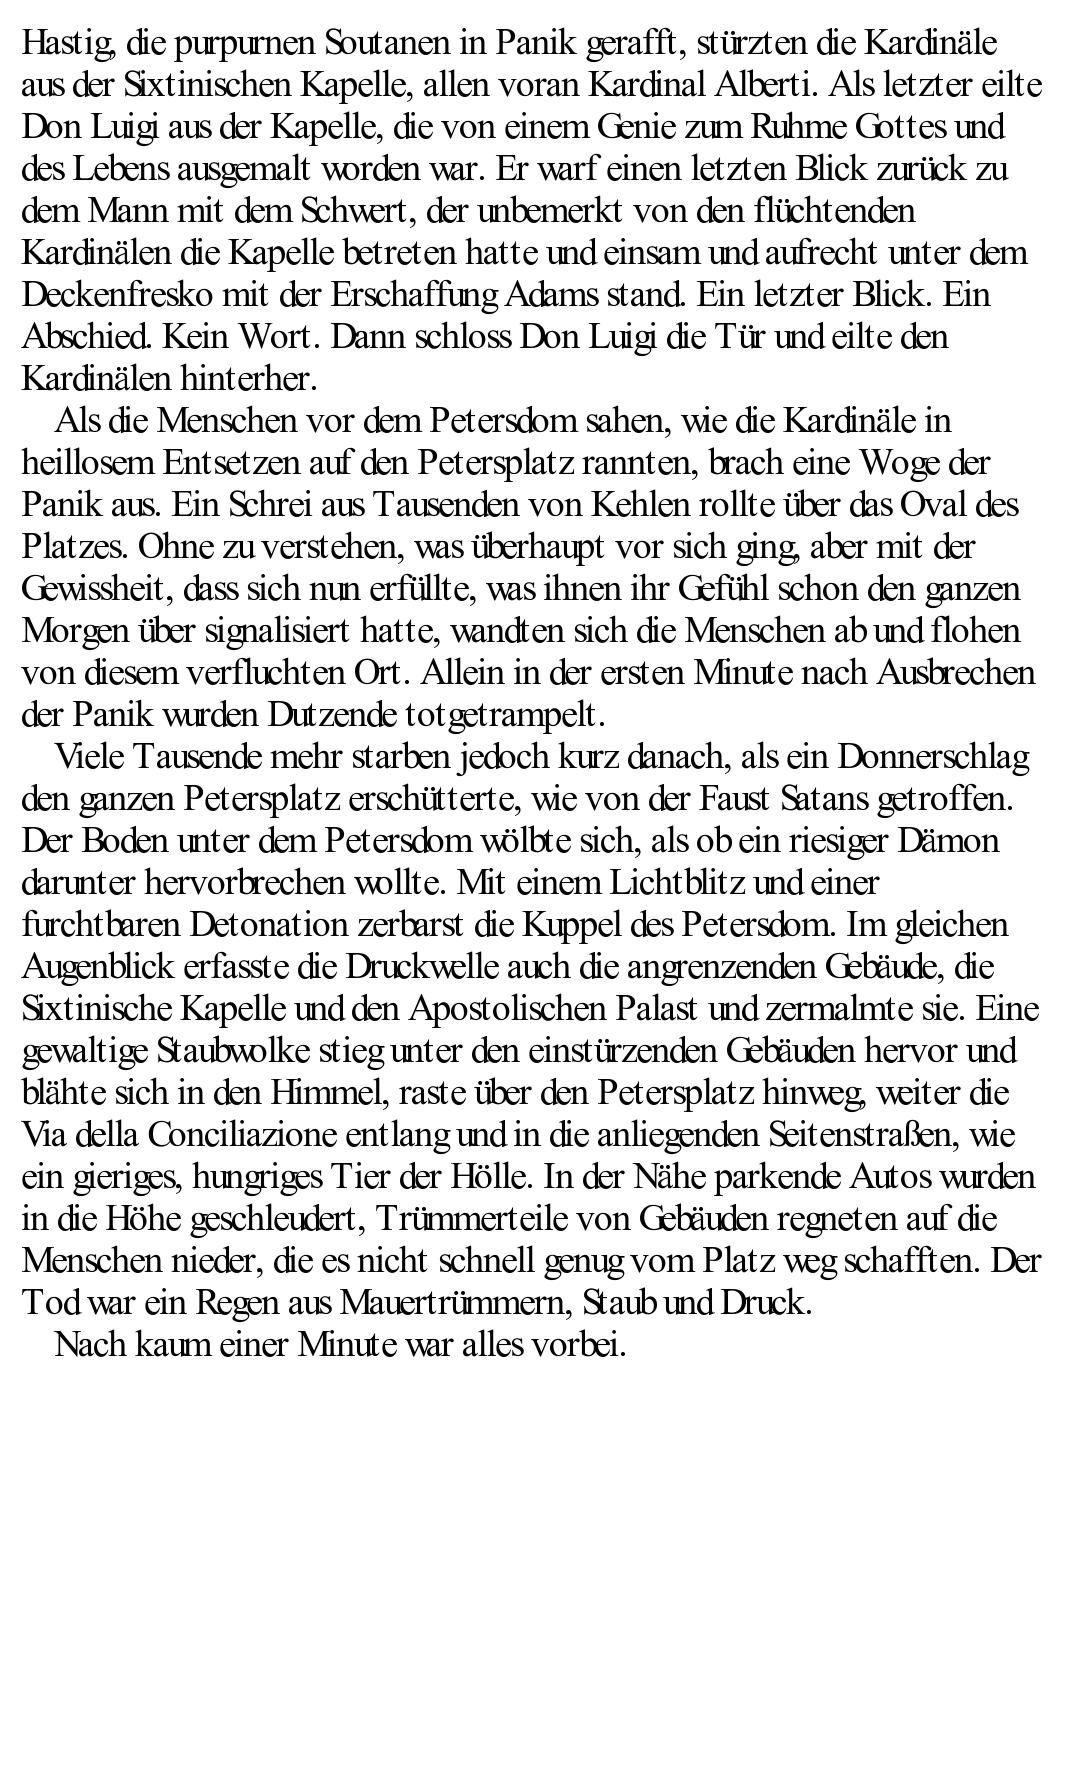 Hastig, die purpurnen Soutanen in Panik gerafft, stürzten die Kardinäle
aus der Sixtinischen Kapelle, allen voran Kardinal Alberti. Als letzter eilte
Don Luigi aus der Kapelle, die von einem Genie zum Ruhme Gottes und
des Lebens ausgemalt worden war. Er warf einen letzten Blick zurück zu
dem Mann mit dem Schwert, der unbemerkt von den flüchtenden
Kardinälen die Kapelle betreten hatte und einsam und aufrecht unter dem
Deckenfresko mit der Erschaffung Adams stand. Ein letzter Blick. Ein
Abschied. Kein Wort. Dann schloss Don Luigi die Tür und eilte den
Kardinälen hinterher.
Als die Menschen vor dem Petersdom sahen, wie die Kardinäle in
heillosem Entsetzen auf den Petersplatz rannten, brach eine Woge der
Panik aus. Ein Schrei aus Tausenden von Kehlen rollte über das Oval des
Platzes. Ohne zu verstehen, was überhaupt vor sich ging, aber mit der
Gewissheit, dass sich nun erfüllte, was ihnen ihr Gefühl schon den ganzen
Morgen über signalisiert hatte, wandten sich die Menschen ab und flohen
von diesem verfluchten Ort. Allein in der ersten Minute nach Ausbrechen
der Panik wurden Dutzende totgetrampelt.
Viele Tausende mehr starben jedoch kurz danach, als ein Donnerschlag
den ganzen Petersplatz erschütterte, wie von der Faust Satans getroffen.
Der Boden unter dem Petersdom wölbte sich, als ob ein riesiger Dämon
darunter hervorbrechen wollte. Mit einem Lichtblitz und einer
furchtbaren Detonation zerbarst die Kuppel des Petersdom. Im gleichen
Augenblick erfasste die Druckwelle auch die angrenzenden Gebäude, die
Sixtinische Kapelle und den Apostolischen Palast und zermalmte sie. Eine
gewaltige Staubwolke stieg unter den einstürzenden Gebäuden hervor und
blähte sich in den Himmel, raste über den Petersplatz hinweg, weiter die
Via della Conciliazione entlang und in die anliegenden Seitenstraßen, wie
ein gieriges, hungriges Tier der Hölle. In der Nähe parkende Autos wurden
in die Höhe geschleudert, Trümmerteile von Gebäuden regneten auf die
Menschen nieder, die es nicht schnell genug vom Platz weg schafften. Der
Tod war ein Regen aus Mauertrümmern, Staub und Druck.
Nach kaum einer Minute war alles vorbei.